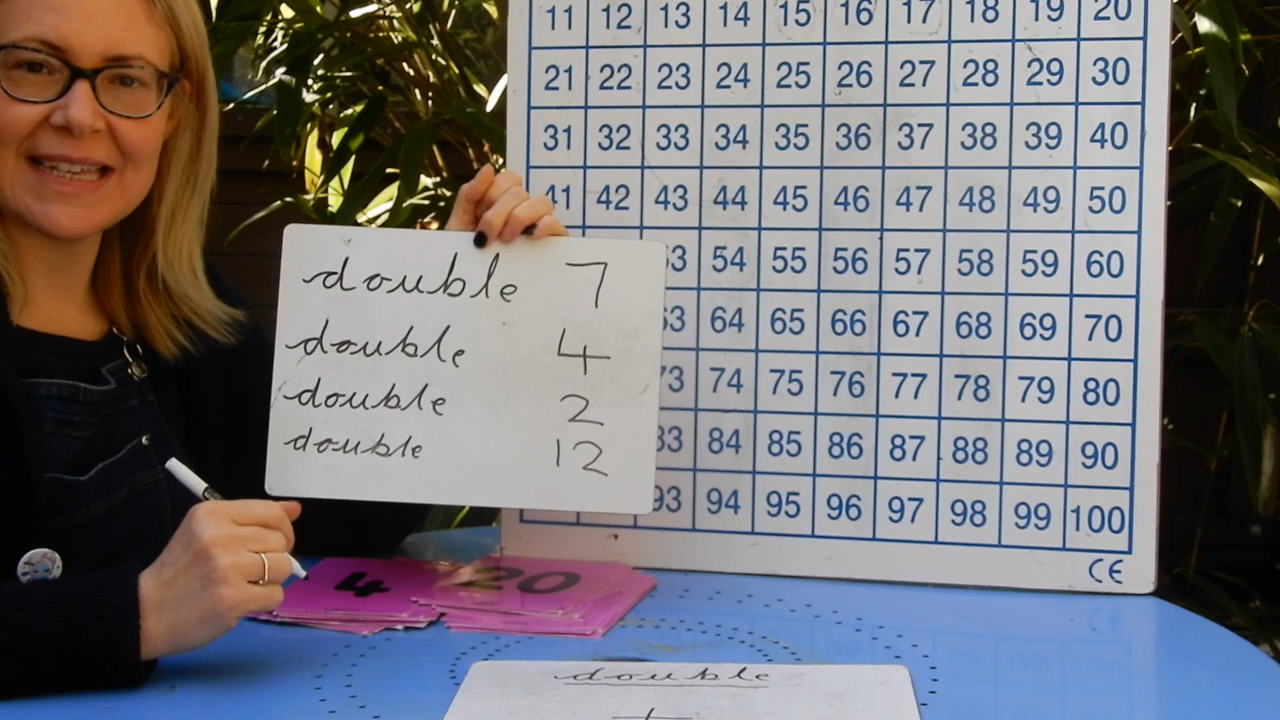 11 12 13 14 15 16 17 18 19 20
21 22 23 24 25 26 27 28 29 30
31 32 33 34 35 36 37 38 39 40
41 42 43 44 45 46 47 48 49 50
54 55 56 57 58 59 60
64 65 66 67 68 69 70
74 75 76 77 78 79 80
84 85 86 87 88 89 90
94 95 96 97 98 99 100
CE
double 7
double 4
double 2
double 12
4
20
double